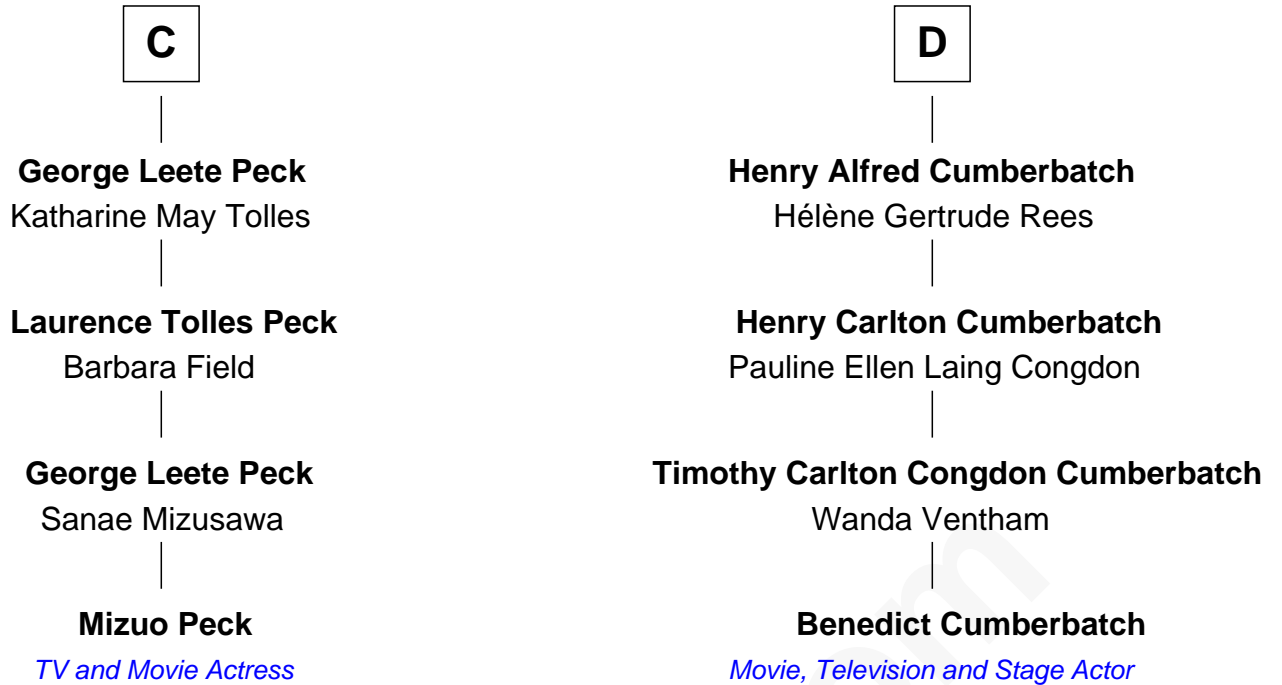 C
George Leete Peck
Katharine May Tolles
Laurence Tolles Peck
Barbara Field
George Leete Peck
Sanae Mizusawa
Mizuo Peck
TV and Movie Actress
D
Henry Alfred Cumberbatch
Hélène Gertrude Rees
Henry Carlton Cumberbatch
Pauline Ellen Laing Congdon
Timothy Carlton Congdon Cumberbatch
Wanda Ventham
Benedict Cumberbatch
Movie, Television and Stage Actor